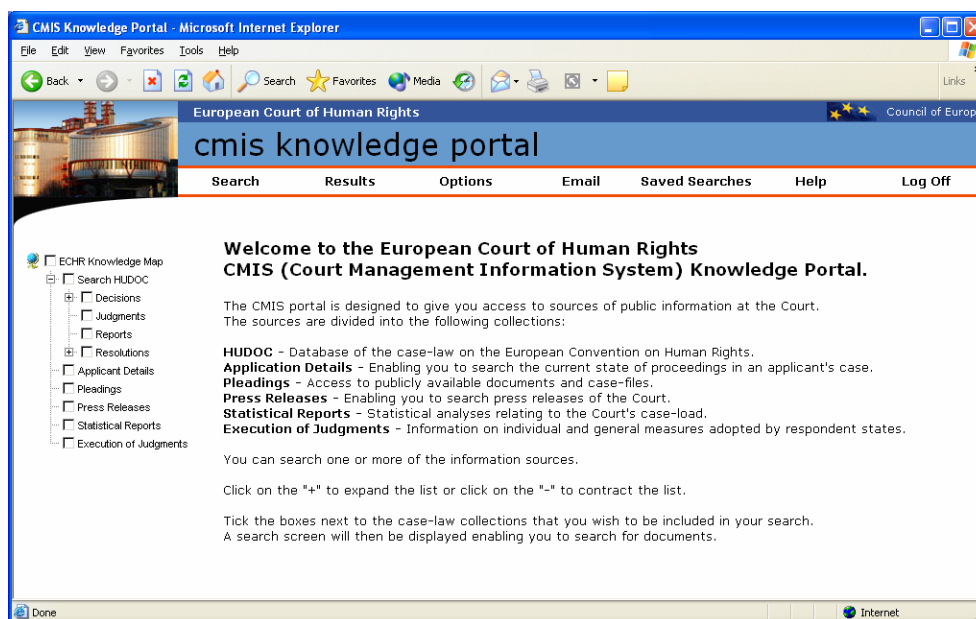 CMIS Knowledge Portal - Microsoft Internet Explorer
File Edit View Favorites Tools Help
Back Search Favorites Media Links
European Court of Human Rights Council of Europ
cmis knowledge portal
Search Results Options Email Saved Searches Help Log Off
ECHR Knowledge Map
Search HUDOC
Decisions
Judgments
Reports
Resolutions
Applicant Details
Pleadings
Press Releases
Statistical Reports
Execution of Judgments
Welcome to the European Court of Human Rights
CMIS (Court Management Information System) Knowledge Portal.
The CMIS portal is designed to give you access to sources of public information at the Court.
The sources are divided into the following collections:
HUDOC - Database of the case-law on the European Convention on Human Rights.
Application Details - Enabling you to search the current state of proceedings in an applicant's case.
Pleadings - Access to publicly available documents and case-files.
Press Releases - Enabling you to search press releases of the Court.
Statistical Reports - Statistical analyses relating to the Court's case-load.
Execution of Judgments - Information on individual and general measures adopted by respondent states.
You can search one or more of the information sources.
Click on the "+" to expand the list or click on the "-" to contract the list.
Tick the boxes next to the case-law collections that you wish to be included in your search.
A search screen will then be displayed enabling you to search for documents.
Done Internet